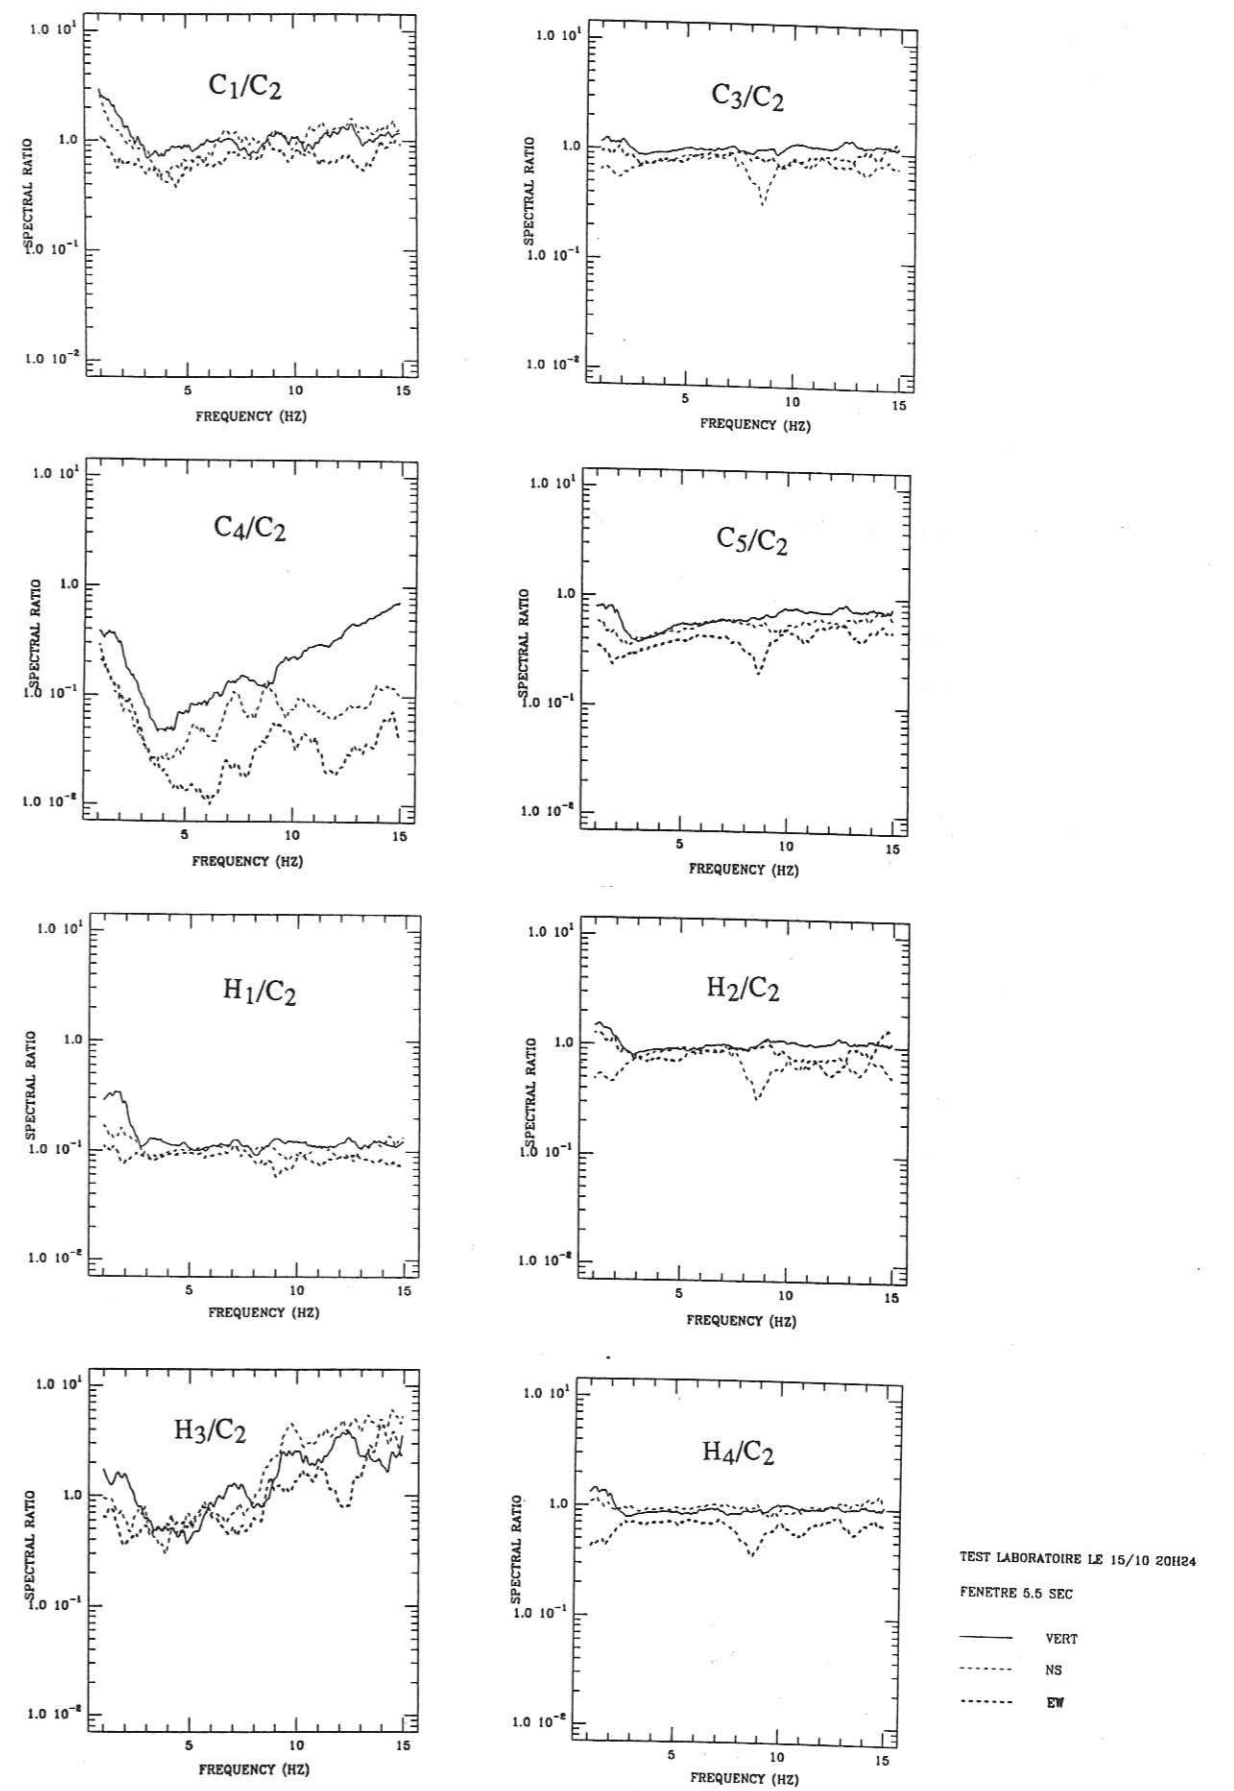 C1/C2
SPECTRAL RATIO
1.0 10¹
1.0
1.0 10⁻¹
1.0 10⁻²
5 10 15
FREQUENCY (HZ)
C3/C2
SPECTRAL RATIO
1.0 10¹
1.0
1.0 10⁻¹
1.0 10⁻²
5 10 15
FREQUENCY (HZ)
C4/C2
SPECTRAL RATIO
1.0 10¹
1.0
1.0 10⁻¹
1.0 10⁻²
5 10 15
FREQUENCY (HZ)
C5/C2
SPECTRAL RATIO
1.0 10¹
1.0
1.0 10⁻¹
1.0 10⁻²
5 10 15
FREQUENCY (HZ)
H1/C2
SPECTRAL RATIO
1.0 10¹
1.0
1.0 10⁻¹
1.0 10⁻²
5 10 15
FREQUENCY (HZ)
H2/C2
SPECTRAL RATIO
1.0 10¹
1.0
1.0 10⁻¹
1.0 10⁻²
5 10 15
FREQUENCY (HZ)
H3/C2
SPECTRAL RATIO
1.0 10¹
1.0
1.0 10⁻¹
1.0 10⁻²
5 10 15
FREQUENCY (HZ)
H4/C2
SPECTRAL RATIO
1.0 10¹
1.0
1.0 10⁻¹
1.0 10⁻²
5 10 15
FREQUENCY (HZ)
TEST LABORATOIRE LE 15/10 20H24
FENETRE 5.5 SEC
VERT
NS
EW